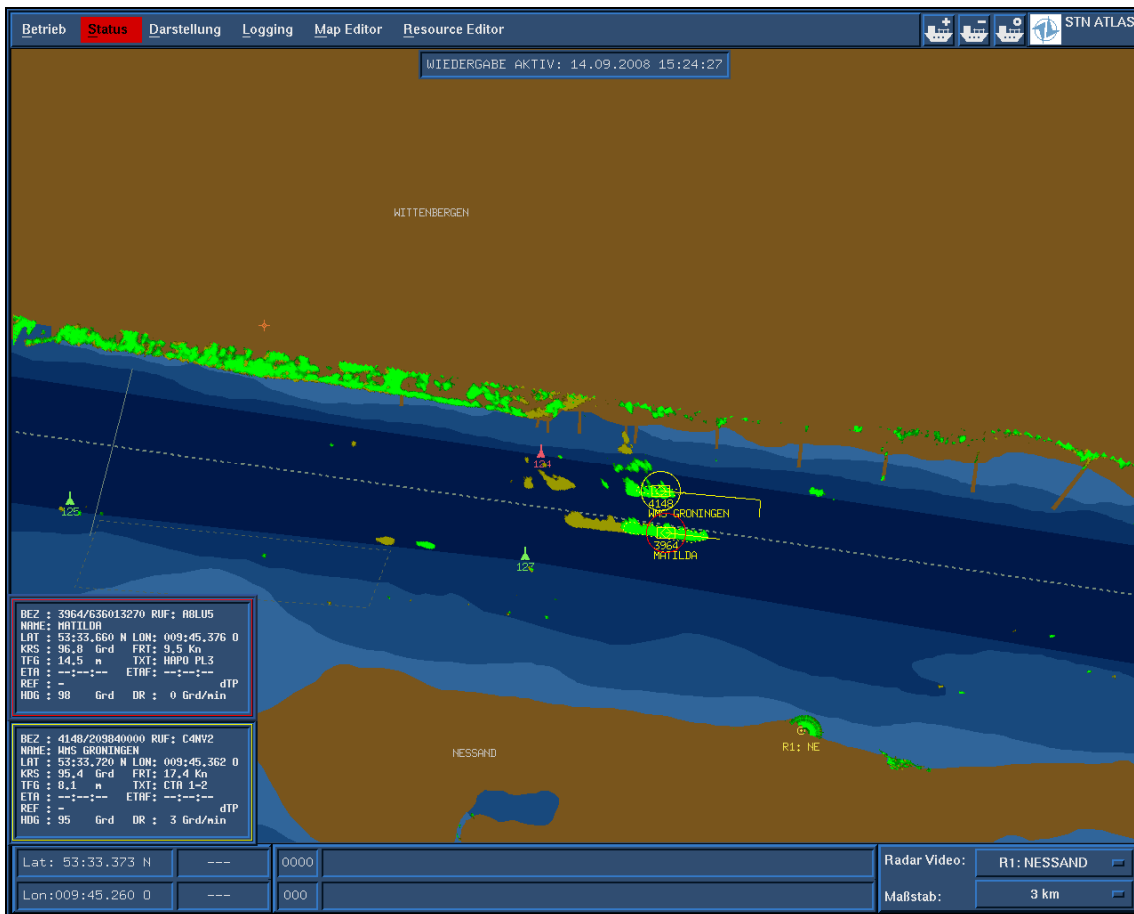 Betrieb Status Darstellung Logging Map Editor Resource Editor STN ATLAS
WIEDERGABE AKTIV: 14.09.2008 15:24:27
WITTENBERGEN
134
125
4148
WMS GRONINGEN
3964
MATILDA
127
BEZ : 3964/636013270 RUF: A8LU5
NAME: MATILDA
LAT : 53:33.660 N LON: 009:45.376 O
KRS : 96.8 Grd FRT: 9.5 Kn
TFG : 14.5 m TXT: HAPO PL3
ETA : --:--:-- ETAF: --:--:--
REF : - dTP
HDG : 98 Grd DR : 0 Grd/min
BEZ : 4148/209840000 RUF: C4NY2
NAME: WMS GRONINGEN
LAT : 53:33.720 N LON: 009:45.362 O
KRS : 95.4 Grd FRT: 17.4 Kn
TFG : 8.1 m TXT: CTA 1-2
ETA : --:--:-- ETAF: --:--:--
REF : - dTP
HDG : 95 Grd DR : 3 Grd/min
NESSAND
R1: NE
Lat: 53:33.373 N --- 0000
Lon:009:45.260 O --- 000
Radar Video: R1: NESSAND
Maßstab: 3 km